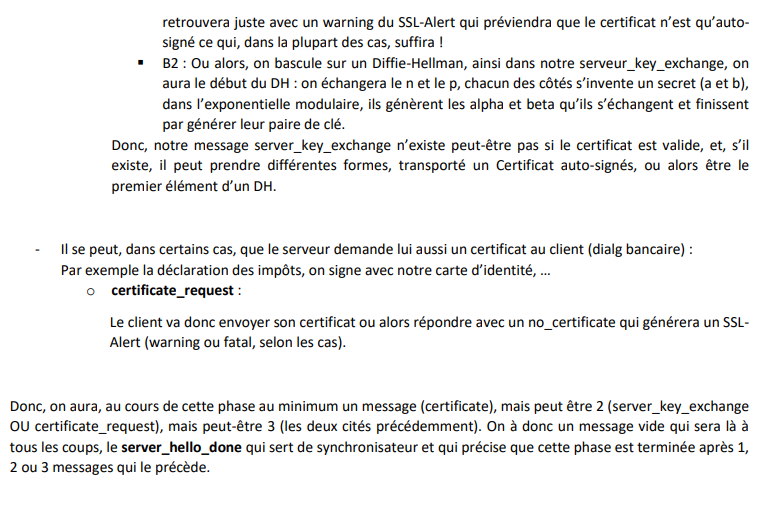 retrouvera juste avec un warning du SSL-Alert qui préviendra que le certificat n'est qu'auto-
signé ce qui, dans la plupart des cas, suffira !
▪ B2 : Ou alors, on bascule sur un Diffie-Hellman, ainsi dans notre serveur_key_exchange, on
aura le début du DH : on échangera le n et le p, chacun des côtés s'invente un secret (a et b),
dans l'exponentielle modulaire, ils génèrent les alpha et beta qu'ils s'échangent et finissent
par générer leur paire de clé.
Donc, notre message server_key_exchange n'existe peut-être pas si le certificat est valide, et, s'il
existe, il peut prendre différentes formes, transporté un Certificat auto-signés, ou alors être le
premier élément d'un DH.
- Il se peut, dans certains cas, que le serveur demande lui aussi un certificat au client (dialg bancaire) :
Par exemple la déclaration des impôts, on signe avec notre carte d'identité, …
o certificate_request :
Le client va donc envoyer son certificat ou alors répondre avec un no_certificate qui générera un SSL-
Alert (warning ou fatal, selon les cas).
Donc, on aura, au cours de cette phase au minimum un message (certificate), mais peut être 2 (server_key_exchange
OU certificate_request), mais peut-être 3 (les deux cités précédemment). On à donc un message vide qui sera là à
tous les coups, le server_hello_done qui sert de synchronisateur et qui précise que cette phase est terminée après 1,
2 ou 3 messages qui le précède.